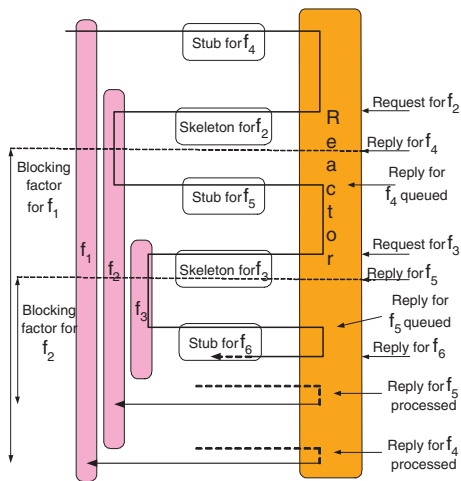 Stub for f4
Skeleton for f2
Stub for f5
Skeleton for f3
Stub for f6
Reactor
Request for f2
Reply for f4
Reply for
f4 queued
Request for f3
Reply for f5
Reply for
f5 queued
Reply for f6
Reply for f5
processed
Reply for f4
processed
Blocking
factor
for f1
Blocking
factor for
f2
f1
f2
f3